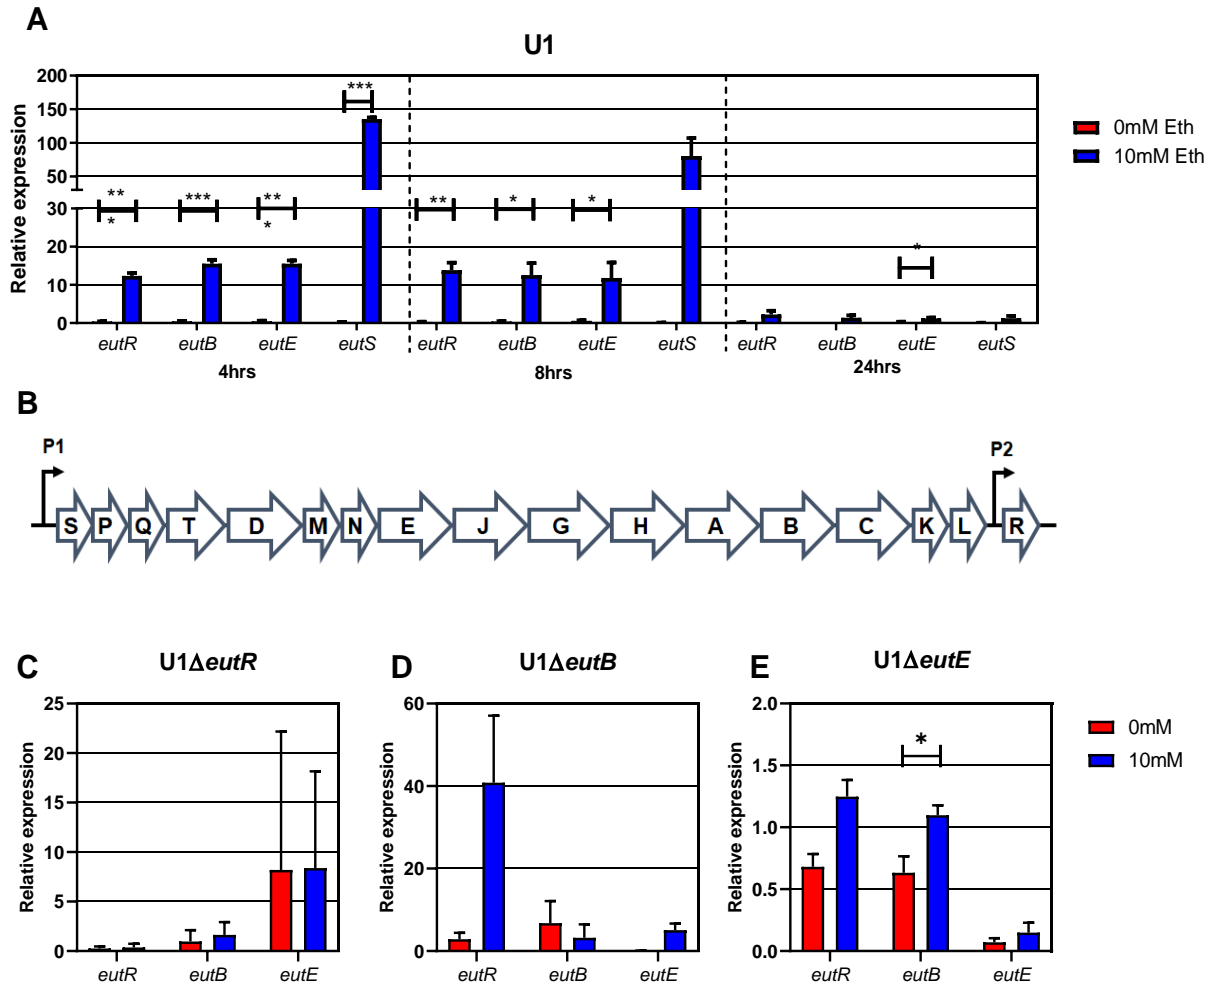 A
U1
Relative expression
200
150
100
50
30
20
10
0
***
**
*
***
**
*
**
*
*
*
eutR eutB eutE eutS eutR eutB eutE eutS eutR eutB eutE eutS
4hrs 8hrs 24hrs
0mM Eth
10mM Eth
B
P1
P2
S P Q T D M N E J G H A B C K L R
C
U1ΔeutR
Relative expression
25
20
15
10
5
0
eutR eutB eutE
D
U1ΔeutB
Relative expression
60
40
20
0
eutR eutB eutE
E
U1ΔeutE
Relative expression
2.0
1.5
1.0
0.5
0.0
*
eutR eutB eutE
0mM
10mM